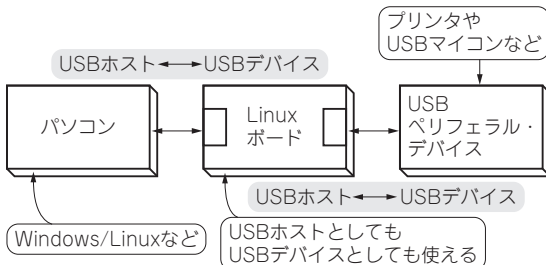 プリンタや
USBマイコンなど
USBホスト↔USBデバイス
パソコン
Linux
ボード
USB
ペリフェラル・
デバイス
USBホスト↔USBデバイス
Windows/Linuxなど
USBホストとしても
USBデバイスとしても使える